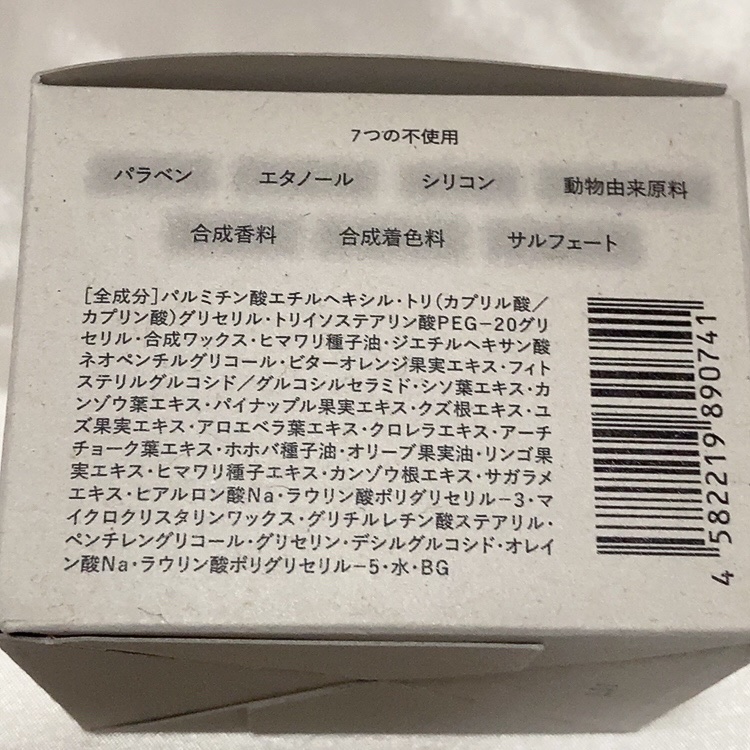 7つの不使用
パラベン エタノール シリコン 動物由来原料
合成香料 合成着色料 サルフェート
[全成分]パルミチン酸エチルヘキシル・トリ(カプリル酸/
カプリン酸)グリセリル・トリイソステアリン酸PEG-20グリ
セリル・合成ワックス・ヒマワリ種子油・ジエチルヘキサン酸
ネオペンチルグリコール・ビターオレンジ果実エキス・フィト
ステリルグルコシド/グルコシルセラミド・シソ葉エキス・カ
ンゾウ葉エキス・パイナップル果実エキス・クズ根エキス・ユ
ズ果実エキス・アロエベラ葉エキス・クロレラエキス・アーチ
チョーク葉エキス・ホホバ種子油・オリーブ果実油・リンゴ果
実エキス・ヒマワリ種子エキス・カンゾウ根エキス・サガラメ
エキス・ヒアルロン酸Na・ラウリン酸ポリグリセリル-3・マ
イクロクリスタリンワックス・グリチルレチン酸ステアリル・
ペンチレングリコール・グリセリン・デシルグルコシド・オレイ
ン酸Na・ラウリン酸ポリグリセリル-5・水・BG
4 582219 890741